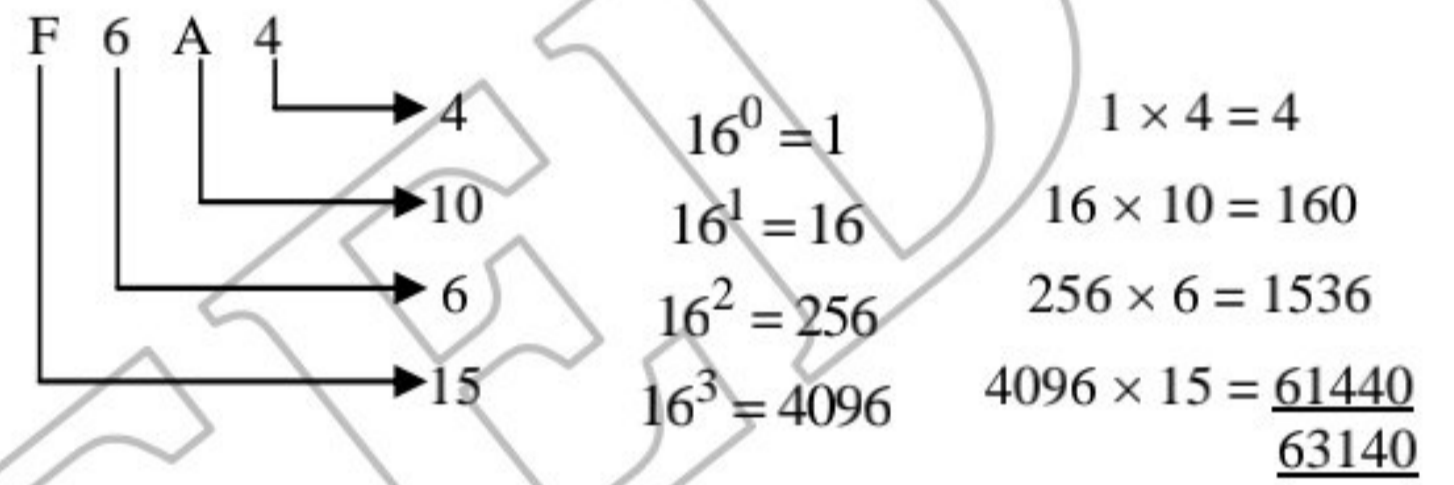 F 6 A 4
4 16⁰ = 1 1 × 4 = 4
10 16¹ = 16 16 × 10 = 160
6 16² = 256 256 × 6 = 1536
15 16³ = 4096 4096 × 15 = 61440
63140